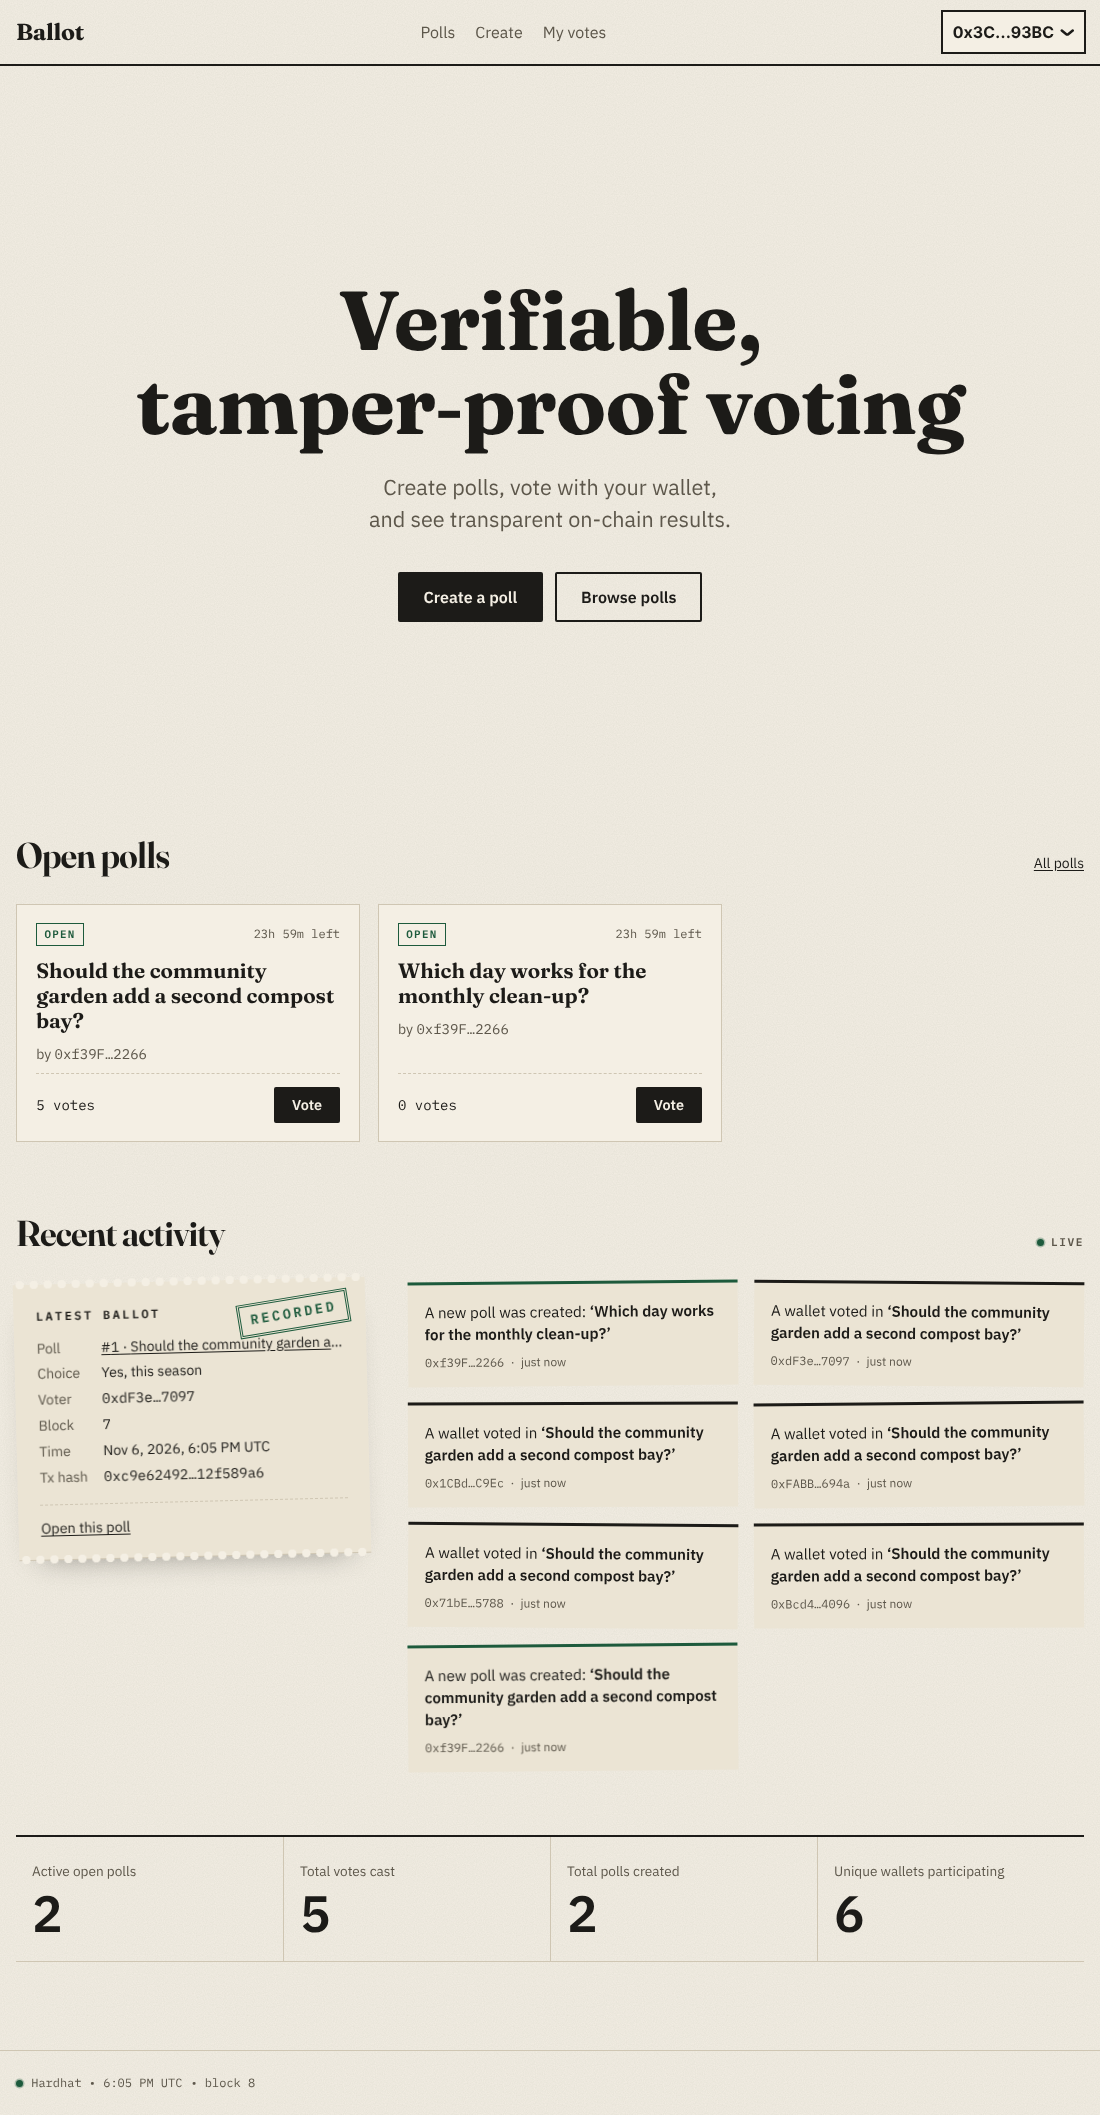 Ballot
Polls
Create
My votes
0x3C...93BC
Verifiable,
tamper-proof voting
Create polls, vote with your wallet,
and see transparent on-chain results.
Create a poll
Browse polls
Open polls
All polls
OPEN
23h 59m left
Should the community
garden add a second compost
bay?
by 0xf39F…2266
5 votes
Vote
OPEN
23h 59m left
Which day works for the
monthly clean-up?
by 0xf39F…2266
0 votes
Vote
Recent activity
LIVE
LATEST BALLOT
RECORDED
Poll #1 · Should the community garden a…
Choice Yes, this season
Voter 0xdF3e…7097
Block 7
Time Nov 6, 2026, 6:05 PM UTC
Tx hash 0xc9e62492…12f589a6
Open this poll
A new poll was created: ‘Which day works
for the monthly clean-up?’
0xf39F…2266 · just now
A wallet voted in ‘Should the community
garden add a second compost bay?’
0xdF3e…7097 · just now
A wallet voted in ‘Should the community
garden add a second compost bay?’
0x1CBd…C9Ec · just now
A wallet voted in ‘Should the community
garden add a second compost bay?’
0xFABB…694a · just now
A wallet voted in ‘Should the community
garden add a second compost bay?’
0x71bE…5788 · just now
A wallet voted in ‘Should the community
garden add a second compost bay?’
0xBcd4…4096 · just now
A new poll was created: ‘Should the
community garden add a second compost
bay?’
0xf39F…2266 · just now
Active open polls
2
Total votes cast
5
Total polls created
2
Unique wallets participating
6
Hardhat • 6:05 PM UTC • block 8